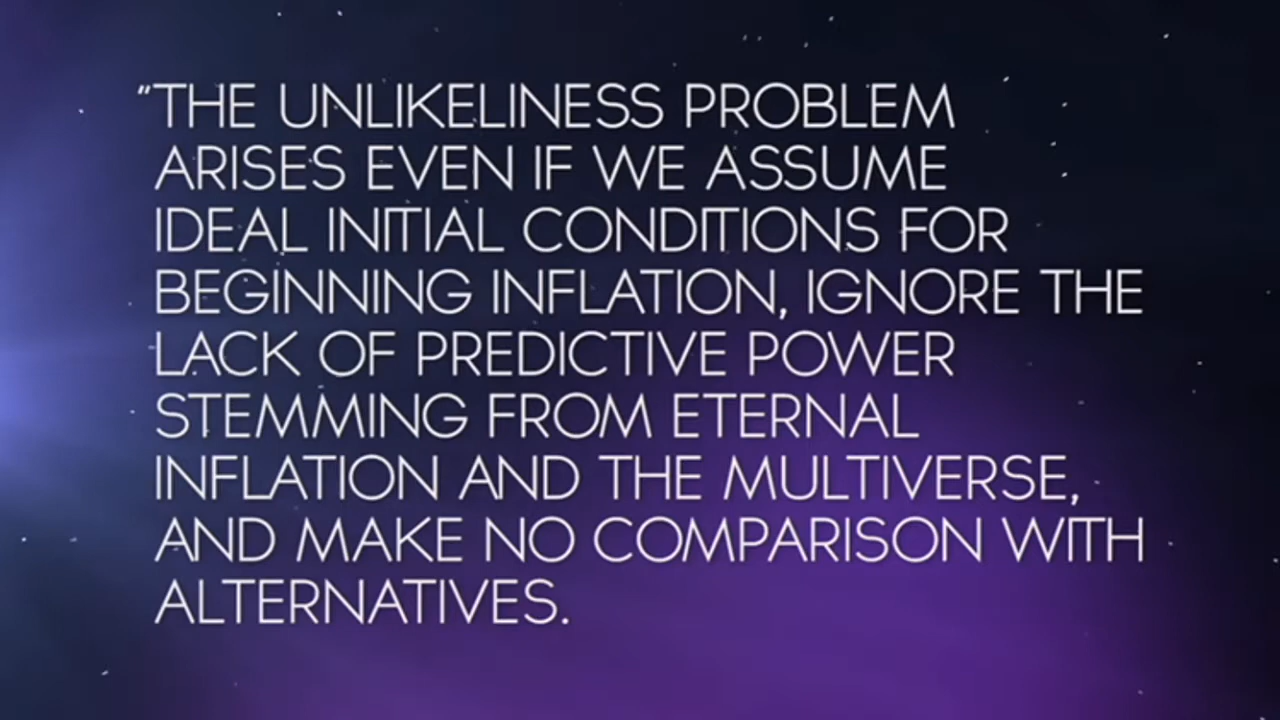 "THE UNLIKELINESS PROBLEM
ARISES EVEN IF WE ASSUME
IDEAL INITIAL CONDITIONS FOR
BEGINNING INFLATION, IGNORE THE
LACK OF PREDICTIVE POWER
STEMMING FROM ETERNAL
INFLATION AND THE MULTIVERSE,
AND MAKE NO COMPARISON WITH
ALTERNATIVES.